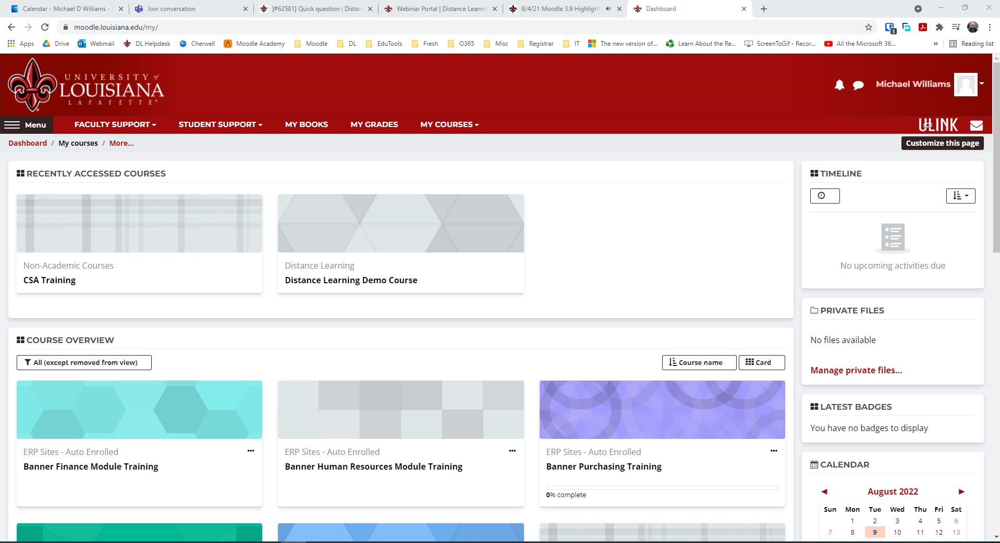 Calendar - Michael D Williams - 
Join conversation
[#62581] Quick question : Distan
Webinar Portal | Distance Learnin
8/4/21 Moodle 3.9 Highlight
Dashboard
moodle.louisiana.edu/my/
3
Apps
Drive
Webmail
DL Helpdesk
Cherwell
Moodle Academy
Moodle
DL
EduTools
Fresh
O365
Misc
Registrar
IT
The new version of...
Learn About the Re...
ScreenToGif - Recor...
All the Microsoft 36...
»
Reading list
UNIVERSITY of
LOUISIANA
LAFAYETTE®
Michael Williams
Menu
FACULTY SUPPORT
STUDENT SUPPORT
MY BOOKS
MY GRADES
MY COURSES
ULINK
Dashboard / My courses / More...
Customize this page
RECENTLY ACCESSED COURSES
Non-Academic Courses
CSA Training
Distance Learning
Distance Learning Demo Course
COURSE OVERVIEW
All (except removed from view)
Course name
Card
ERP Sites - Auto Enrolled
Banner Finance Module Training
ERP Sites - Auto Enrolled
Banner Human Resources Module Training
ERP Sites - Auto Enrolled
Banner Purchasing Training
0% complete
TIMELINE
No upcoming activities due
PRIVATE FILES
No files available
Manage private files...
LATEST BADGES
You have no badges to display
CALENDAR
◄ August 2022 ►
Sun Mon Tue Wed Thu Fri Sat
1 2 3 4 5 6
7 8 9 10 11 12 13